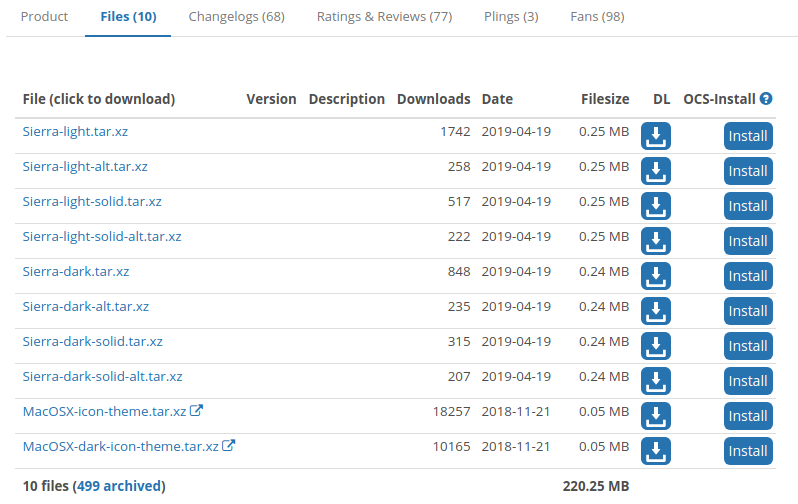 Product Files (10) Changelogs (68) Ratings & Reviews (77) Plings (3) Fans (98)
File (click to download) Version Description Downloads Date Filesize DL OCS-Install ?
Sierra-light.tar.xz 1742 2019-04-19 0.25 MB Install
Sierra-light-alt.tar.xz 258 2019-04-19 0.25 MB Install
Sierra-light-solid.tar.xz 517 2019-04-19 0.25 MB Install
Sierra-light-solid-alt.tar.xz 222 2019-04-19 0.25 MB Install
Sierra-dark.tar.xz 848 2019-04-19 0.24 MB Install
Sierra-dark-alt.tar.xz 235 2019-04-19 0.24 MB Install
Sierra-dark-solid.tar.xz 315 2019-04-19 0.24 MB Install
Sierra-dark-solid-alt.tar.xz 207 2019-04-19 0.24 MB Install
MacOSX-icon-theme.tar.xz 18257 2018-11-21 0.05 MB Install
MacOSX-dark-icon-theme.tar.xz 10165 2018-11-21 0.05 MB Install
10 files (499 archived) 220.25 MB